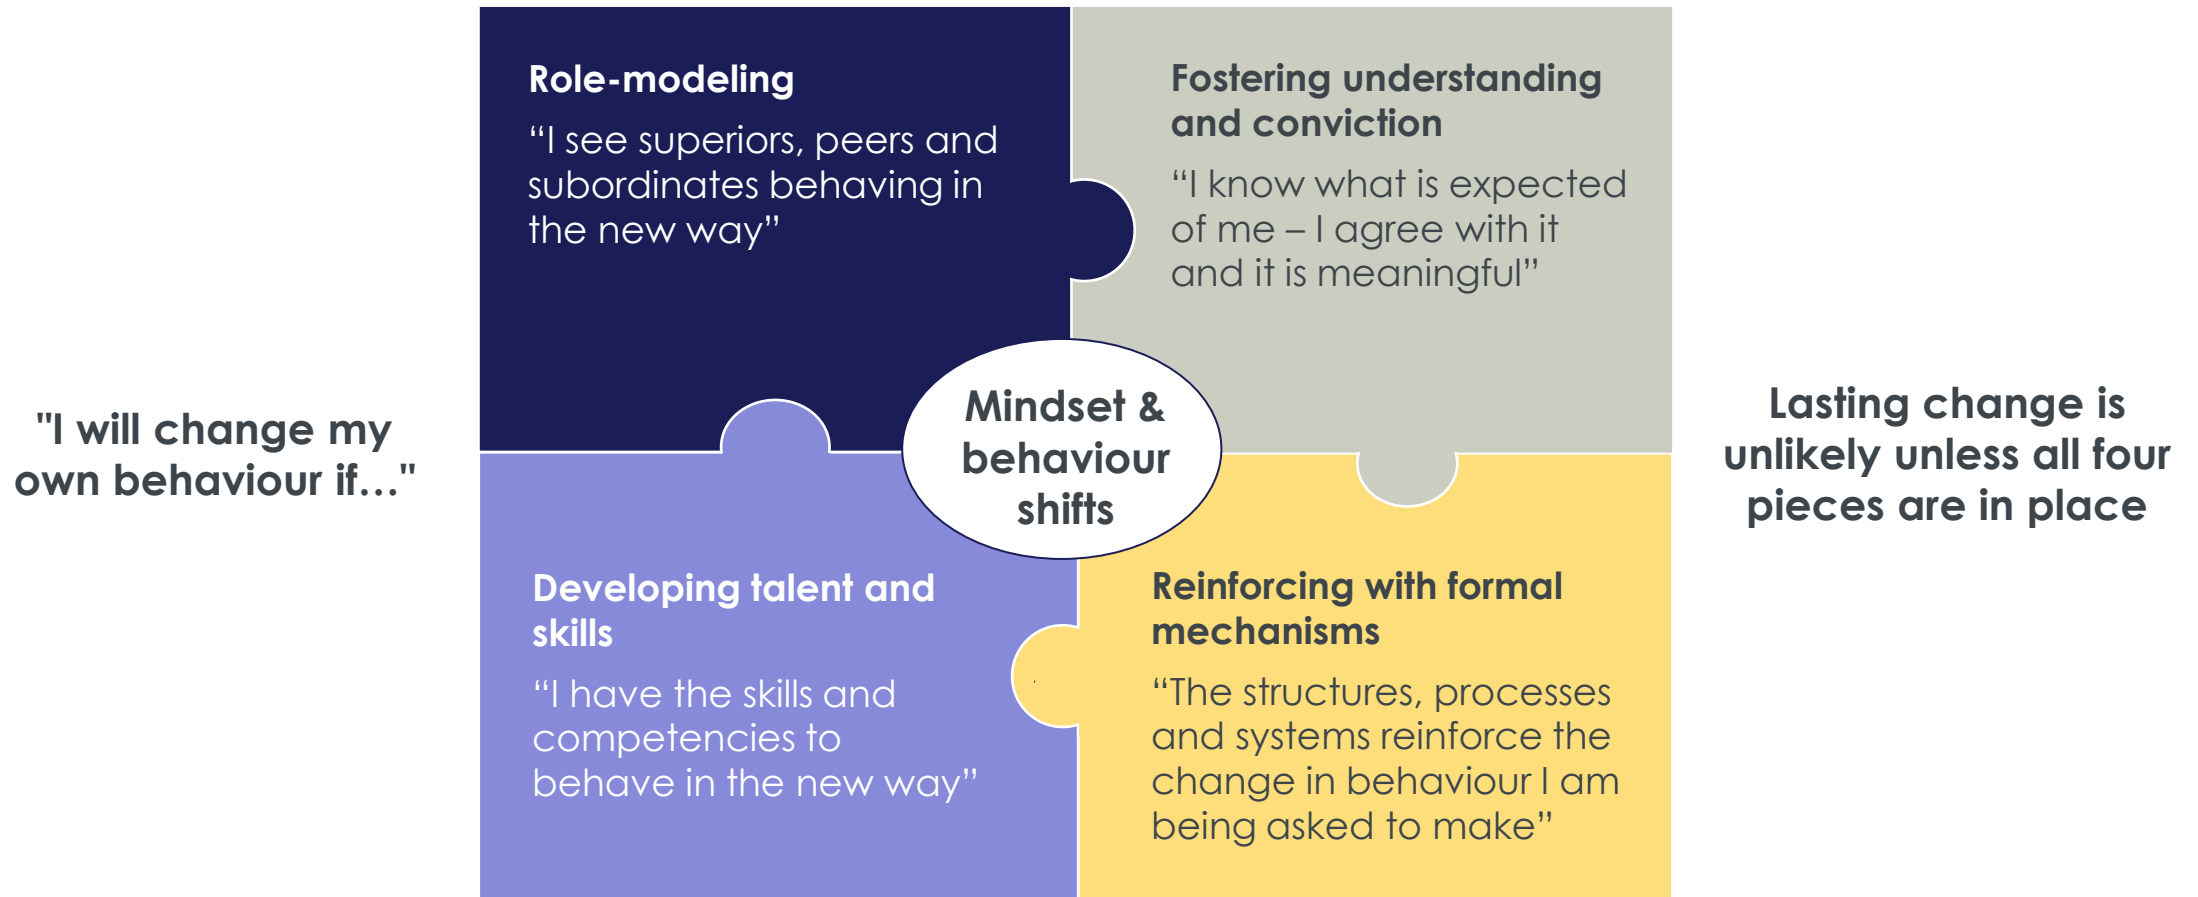 "I will change my
own behaviour if..."
Role-modeling
“I see superiors, peers and
subordinates behaving in
the new way”
Fostering understanding
and conviction
“I know what is expected
of me – I agree with it
and it is meaningful”
Mindset &
behaviour
shifts
Developing talent and
skills
“I have the skills and
competencies to
behave in the new way”
Reinforcing with formal
mechanisms
“The structures, processes
and systems reinforce the
change in behaviour I am
being asked to make”
Lasting change is
unlikely unless all four
pieces are in place